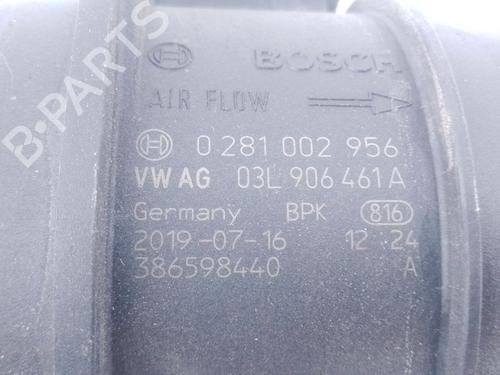 BOSCH
AIR FLOW
0 281 002 956
VW AG 03L 906 461 A
Germany BPK 816
2019-07-16 12 24
386598440 A
B-PARTS